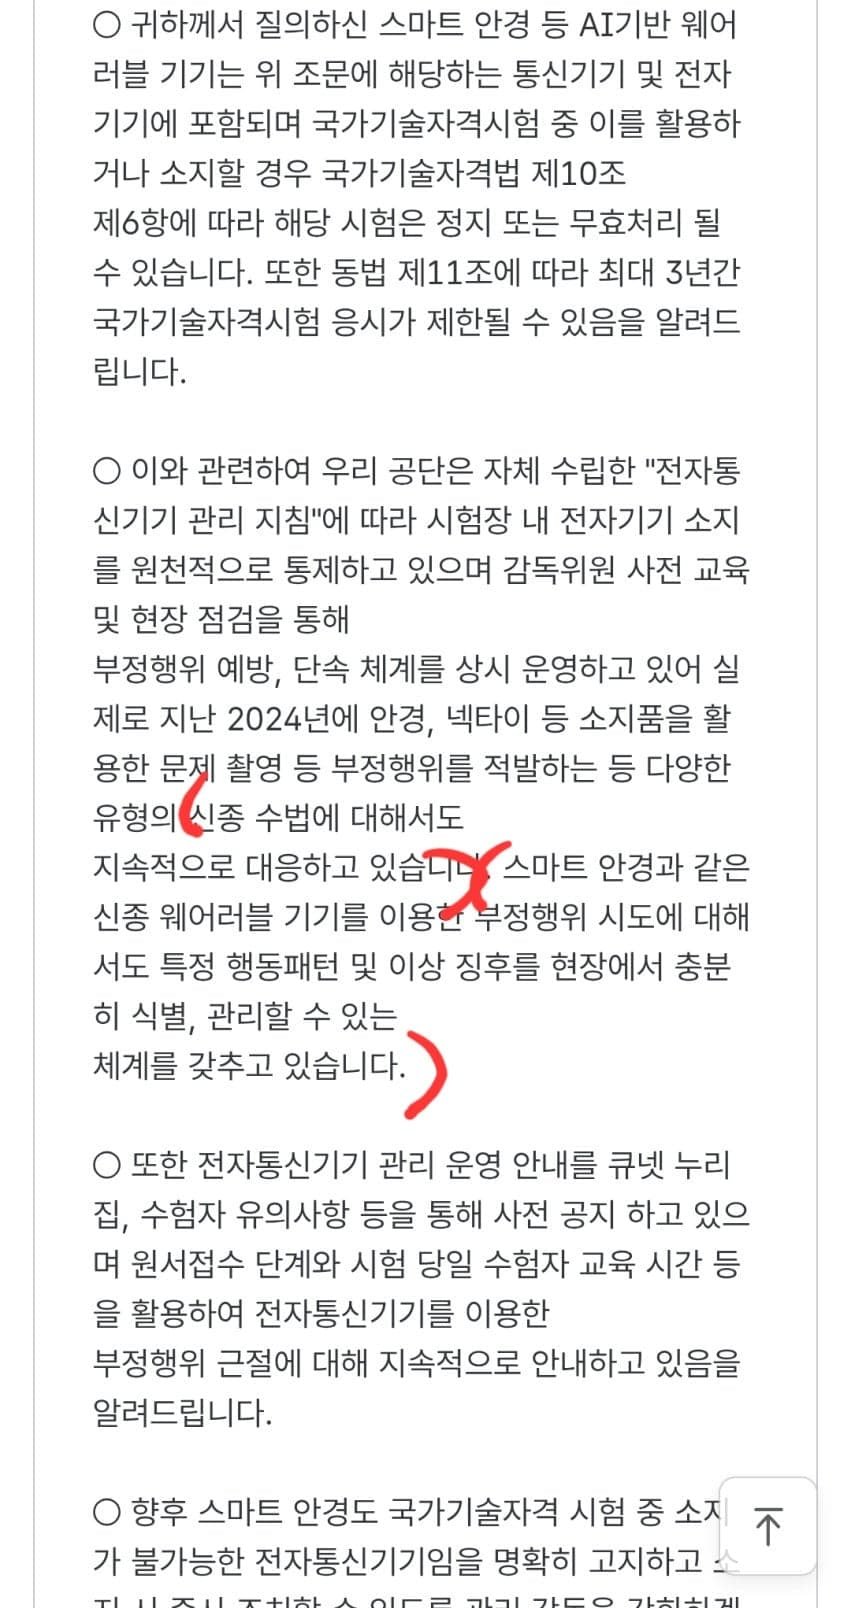 ○ 귀하께서 질의하신 스마트 안경 등 AI기반 웨어
러블 기기는 위 조문에 해당하는 통신기기 및 전자
기기에 포함되며 국가기술자격시험 중 이를 활용하
거나 소지할 경우 국가기술자격법 제10조
제6항에 따라 해당 시험은 정지 또는 무효처리 될
수 있습니다. 또한 동법 제11조에 따라 최대 3년간
국가기술자격시험 응시가 제한될 수 있음을 알려드
립니다.
○ 이와 관련하여 우리 공단은 자체 수립한 "전자통
신기기 관리 지침"에 따라 시험장 내 전자기기 소지
를 원천적으로 통제하고 있으며 감독위원 사전 교육
및 현장 점검을 통해
부정행위 예방, 단속 체계를 상시 운영하고 있어 실
제로 지난 2024년에 안경, 넥타이 등 소지품을 활
용한 문제 촬영 등 부정행위를 적발하는 등 다양한
유형의 신종 수법에 대해서도
지속적으로 대응하고 있습니다. 스마트 안경과 같은
신종 웨어러블 기기를 이용한 부정행위 시도에 대해
서도 특정 행동패턴 및 이상 징후를 현장에서 충분
히 식별, 관리할 수 있는
체계를 갖추고 있습니다.
○ 또한 전자통신기기 관리 운영 안내를 큐넷 누리
집, 수험자 유의사항 등을 통해 사전 공지 하고 있으
며 원서접수 단계와 시험 당일 수험자 교육 시간 등
을 활용하여 전자통신기기를 이용한
부정행위 근절에 대해 지속적으로 안내하고 있음을
알려드립니다.
○ 향후 스마트 안경도 국가기술자격 시험 중 소지
가 불가능한 전자통신기기임을 명확히 고지하고 소